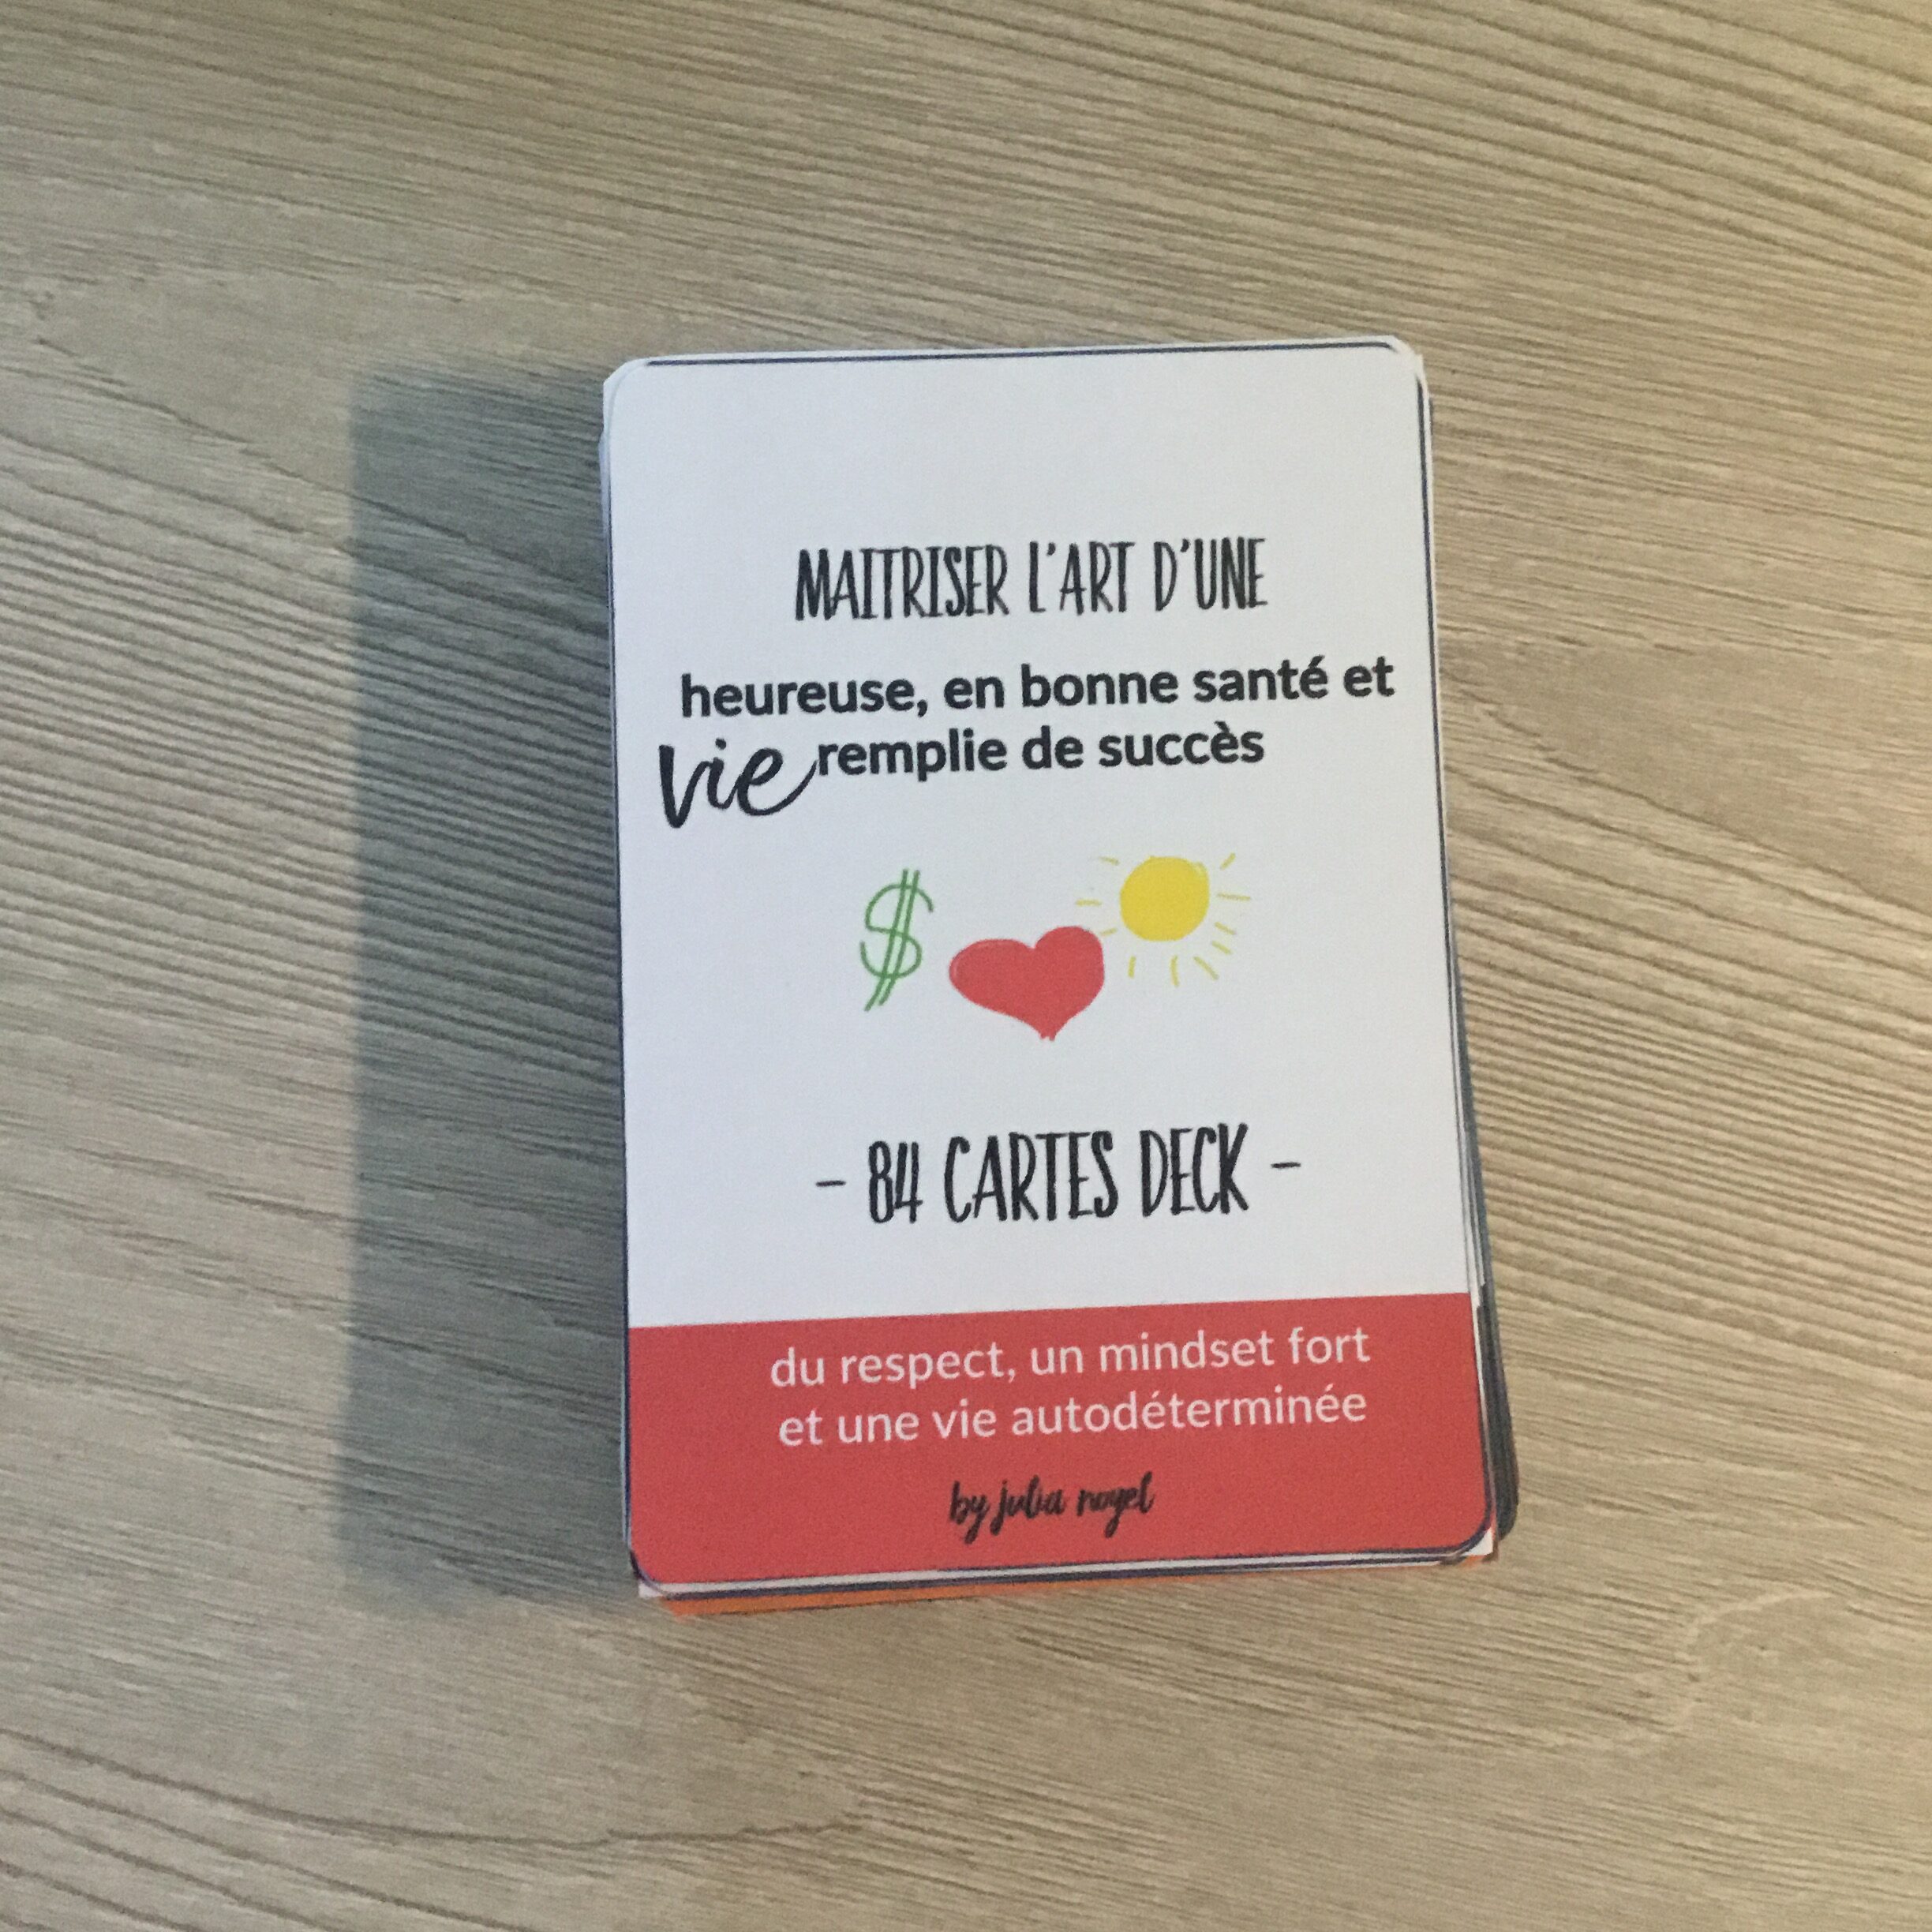 MAITRISER L'ART D'UNE
vie heureuse, en bonne santé et
remplie de succès
$
- 84 CARTES DECK -
du respect, un mindset fort
et une vie autodéterminée
by julia noyel